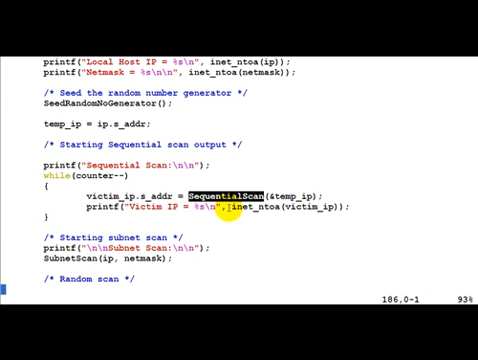 printf("Local Host IP = %s\n", inet_ntoa(ip));
printf("Netmask = %s\n\n", inet_ntoa(netmask));
/* Seed the random number generator */
SeedRandomNoGenerator();
temp_ip = ip.s_addr;
/* Starting Sequential scan output */
printf("Sequential Scan:\n\n");
while(counter--)
{
victim_ip.s_addr = SequentialScan(&temp_ip);
printf("Victim IP = %s\n", inet_ntoa(victim_ip));
}
/* Starting subnet scan */
printf("\n\nSubnet Scan:\n\n");
SubnetScan(ip, netmask);
/* Random scan */
186,0-1 93%